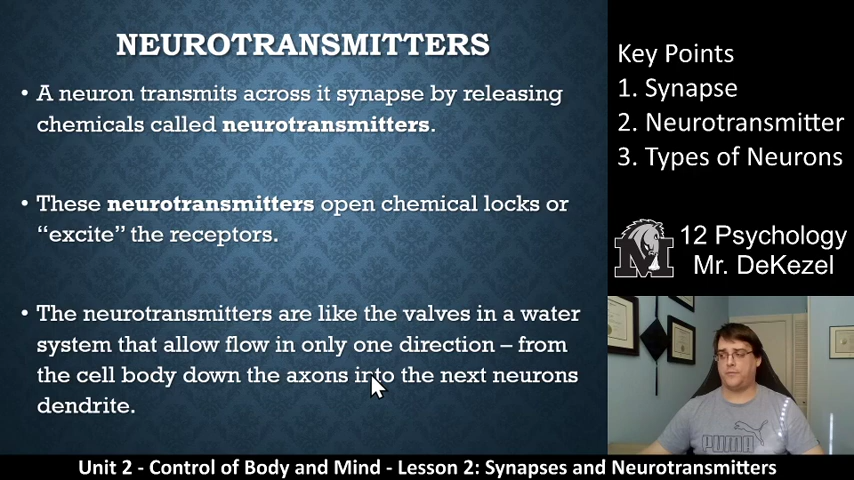 NEUROTRANSMITTERS
• A neuron transmits across it synapse by releasing
chemicals called neurotransmitters.
• These neurotransmitters open chemical locks or
“excite” the receptors.
• The neurotransmitters are like the valves in a water
system that allow flow in only one direction – from
the cell body down the axons into the next neurons
dendrite.
Key Points
1. Synapse
2. Neurotransmitter
3. Types of Neurons
M
12 Psychology
Mr. DeKezel
PUMA
Unit 2 - Control of Body and Mind - Lesson 2: Synapses and Neurotransmitters